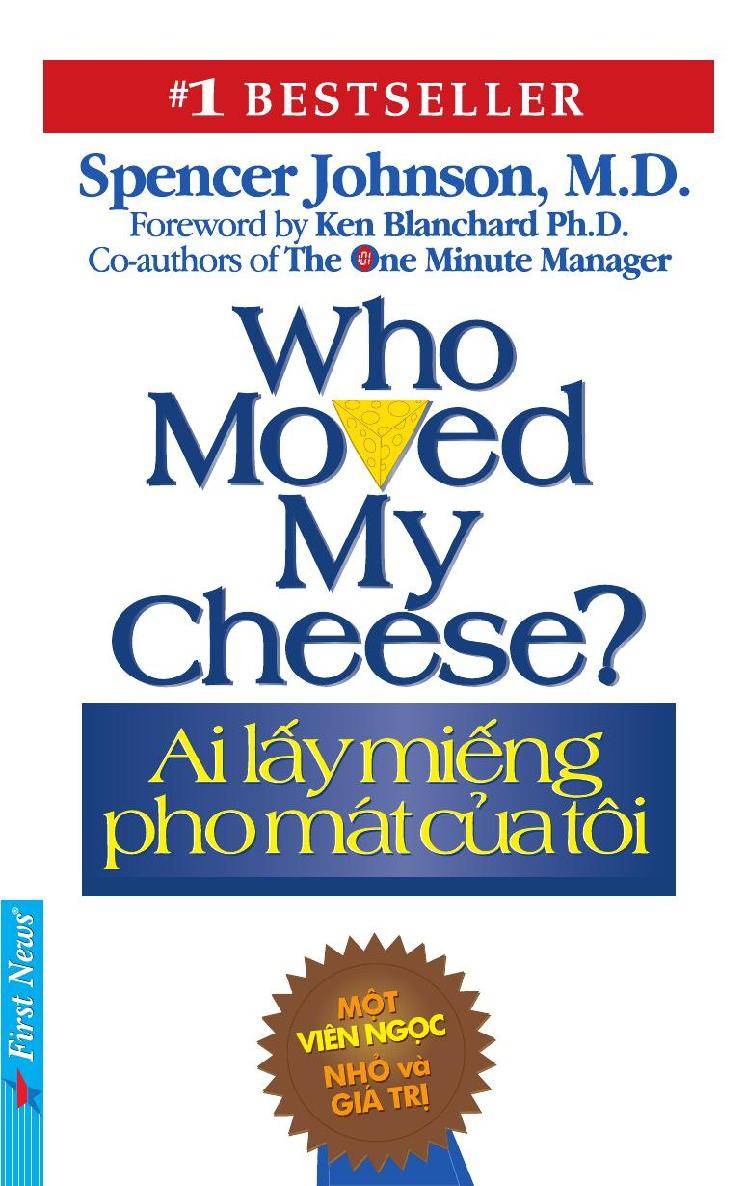 #1 BESTSELLER
Spencer Johnson, M.D.
Foreword by Ken Blanchard Ph.D.
Co-authors of The One Minute Manager
Who
Moved
My
Cheese?
Ai lấy miếng
pho mát của tôi
First News®
MỘT
VIÊN NGỌC
NHỎ và
GIÁ TRỊ